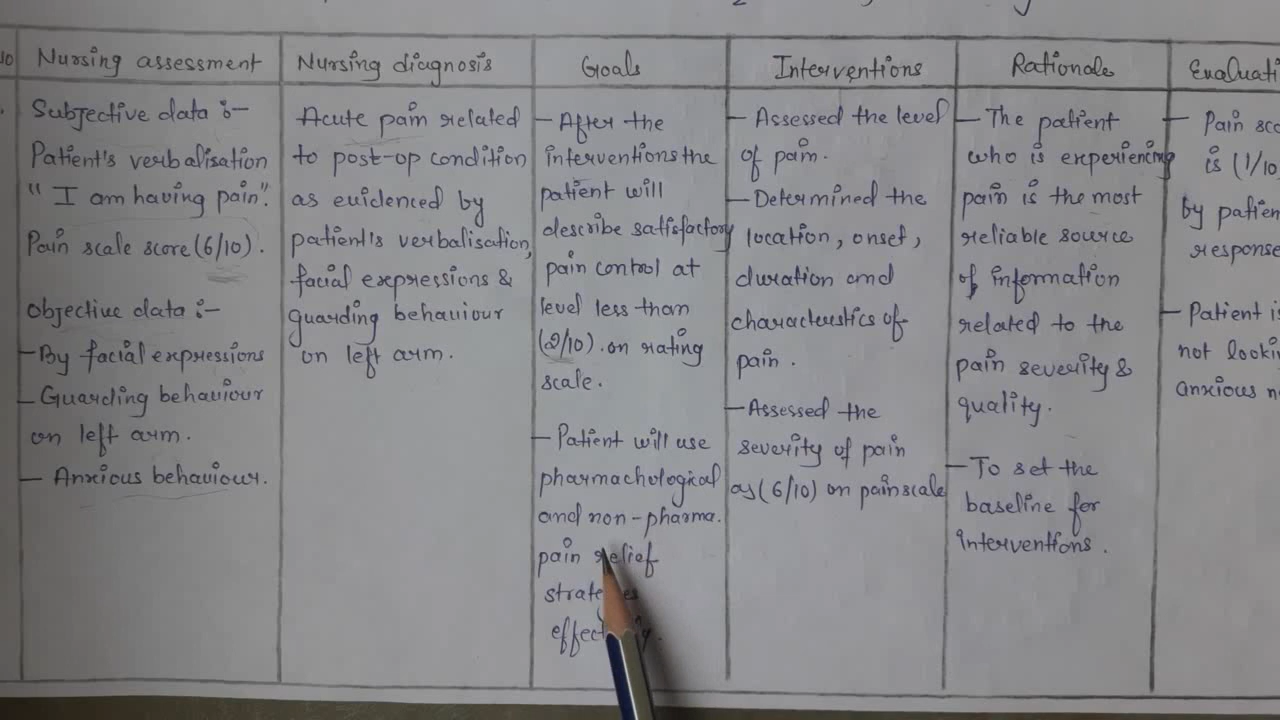 Nursing assessment
Subjective data :-
Patient's verbalisation
" I am having pain".
Pain scale score (6/10).
Objective data :-
- By facial expressions
- Guarding behaviour
on left arm.
- Anxious behaviour.
Nursing diagnosis
Acute pain related
to post-op condition
as evidenced by
patient's verbalisation,
facial expressions &
guarding behaviour
on left arm.
Goals
- After the
interventions the
patient will
describe satisfactory
pain control at
level less than
(2/10). on rating
scale.
- Patient will use
pharmachological
and non-pharma.
pain relief
Interventions
- Assessed the level
of pain.
- Determined the
location, onset,
duration and
characteristics of
pain.
- Assessed the
severity of pain
as (6/10) on painscale
Rationale
- The patient
who is experiencing
pain is the most
reliable source
of information
related to the
pain severity &
quality.
- To set the
baseline for
interventions.
Evaluati
- Pain sco
is (1/10
by patien
response
- Patient is
not looki
anxious n